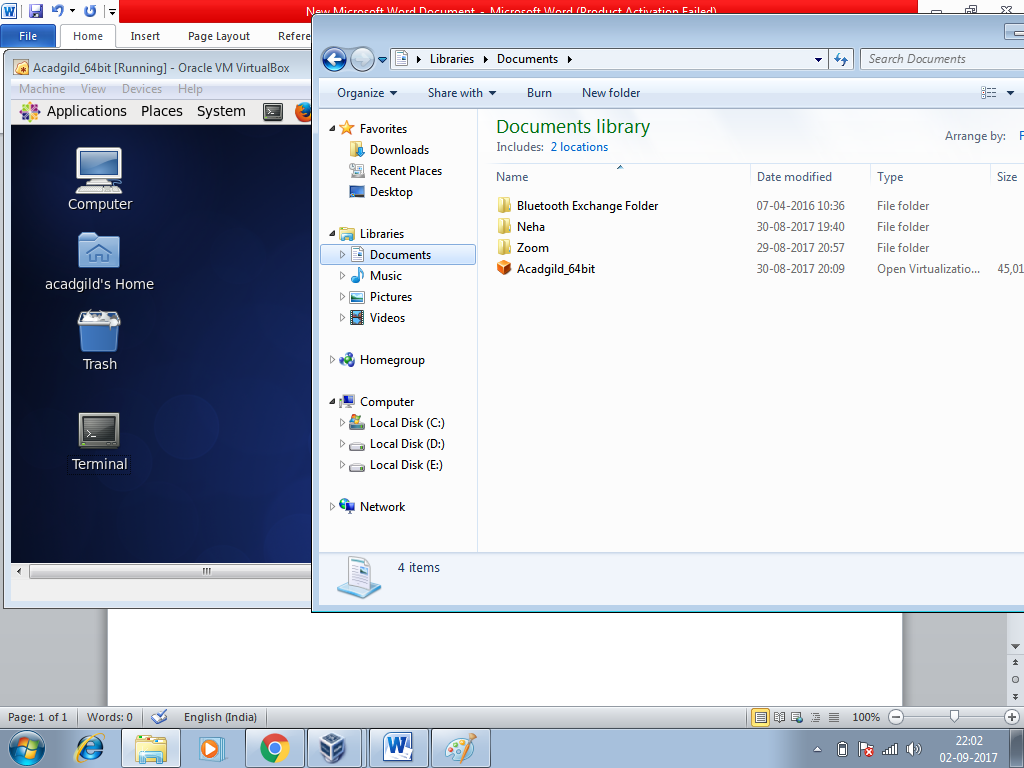 New Microsoft Word Document - Microsoft Word (Product Activation Failed)
File Home Insert Page Layout Refere
Acadgild_64bit [Running] - Oracle VM VirtualBox
Machine View Devices Help
Applications Places System
Computer
acadgild's Home
Trash
Terminal
Libraries Documents
Search Documents
Organize Share with Burn New folder
Favorites
Downloads
Recent Places
Desktop
Libraries
Documents
Music
Pictures
Videos
Homegroup
Computer
Local Disk (C:)
Local Disk (D:)
Local Disk (E:)
Network
Documents library
Includes: 2 locations
Arrange by: F
Name Date modified Type Size
Bluetooth Exchange Folder 07-04-2016 10:36 File folder
Neha 30-08-2017 19:40 File folder
Zoom 29-08-2017 20:57 File folder
Acadgild_64bit 30-08-2017 20:09 Open Virtualizatio... 45,01
4 items
Page: 1 of 1 Words: 0 English (India) 100%
22:02
02-09-2017